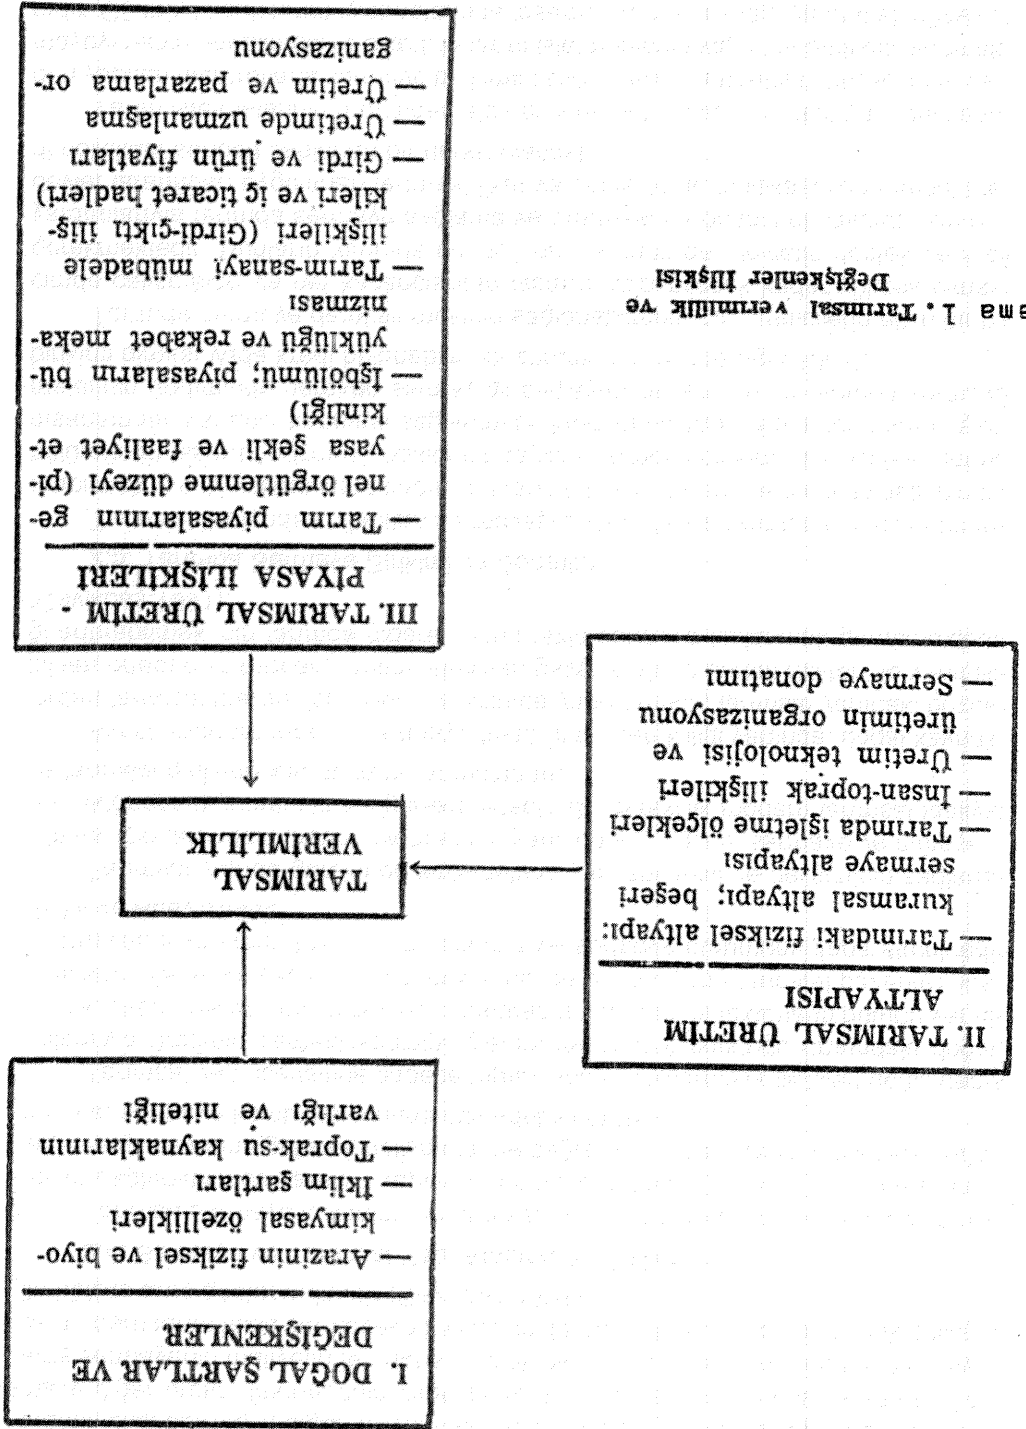 I. DOĞAL ŞARTLAR VE
DEĞİŞKENLER
— Arazinin fiziksel ve biyo-
kimyasal özellikleri
— İklim şartları
— Toprak-su kaynaklarının
varlığı ve niteliği
II. TARIMSAL ÜRETİM
ALTYAPISI
— Tarımdaki fiziksel altyapı:
kuramsal altyapı; beşeri
sermaye altyapısı
— Tarımda işletme ölçekleri
— İnsan-toprak ilişkileri
— Üretim teknolojisi ve
üretimin organizasyonu
— Sermaye donatımı
TARIMSAL
VERİMLİLİK
III. TARIMSAL ÜRETİM -
PİYASA İLİŞKİLERİ
— Tarım piyasalarının ge-
nel örgütlenme düzeyi (pi-
yasa şekli ve faaliyet et-
kinliği)
— İşbölümü; piyasaların bü-
yüklüğü ve rekabet meka-
nizması
— Tarım-sanayi mübadele
ilişkileri (Girdi-çıktı iliş-
kileri ve iç ticaret hadleri)
— Girdi ve ürün fiyatları
— Üretimde uzmanlaşma
— Üretim ve pazarlama or-
ganizasyonu
ema 1. Tarımsal verimlilik ve
Değişkenler İlişkisi